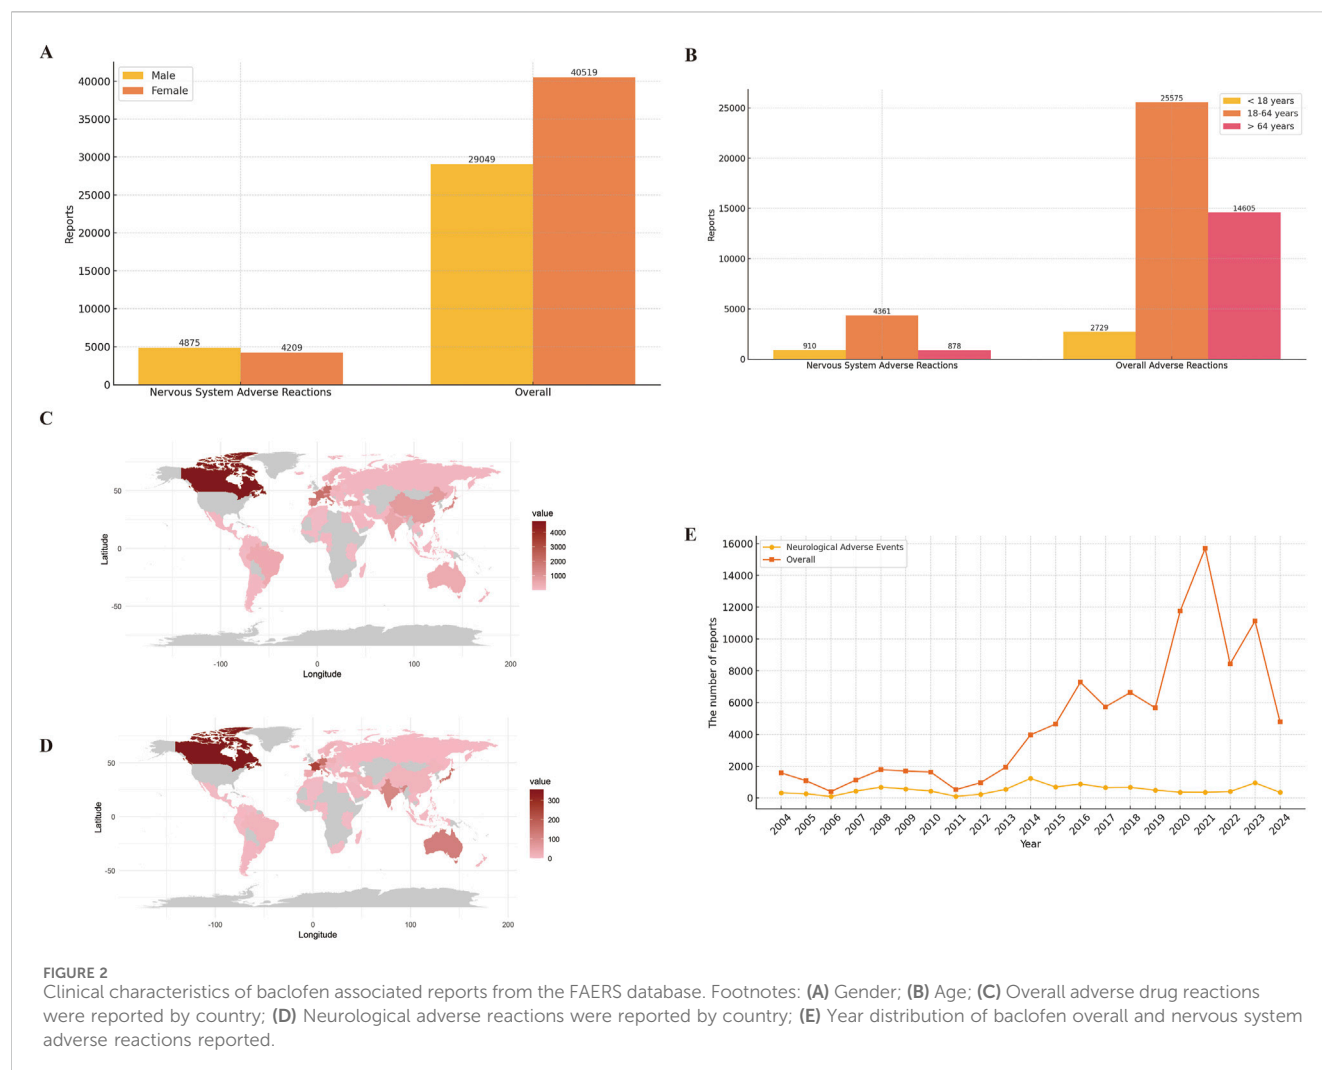 A
Male
Female
Reports
40000
35000
30000
25000
20000
15000
10000
5000
0
4875
4209
29049
40519
Nervous System Adverse Reactions
Overall
B
< 18 years
18-64 years
> 64 years
Reports
25000
20000
15000
10000
5000
0
910
4361
878
2729
25575
14605
Nervous System Adverse Reactions
Overall Adverse Reactions
C
Latitude
50
0
-50
-100
0
100
200
Longitude
value
4000
3000
2000
1000
D
Latitude
50
0
-50
-100
0
100
200
Longitude
value
300
200
100
0
E
Neurological Adverse Events
Overall
The number of reports
16000
14000
12000
10000
8000
6000
4000
2000
0
2004
2005
2006
2007
2008
2009
2010
2011
2012
2013
2014
2015
2016
2017
2018
2019
2020
2021
2022
2023
2024
Year
FIGURE 2
Clinical characteristics of baclofen associated reports from the FAERS database. Footnotes: (A) Gender; (B) Age; (C) Overall adverse drug reactions
were reported by country; (D) Neurological adverse reactions were reported by country; (E) Year distribution of baclofen overall and nervous system
adverse reactions reported.